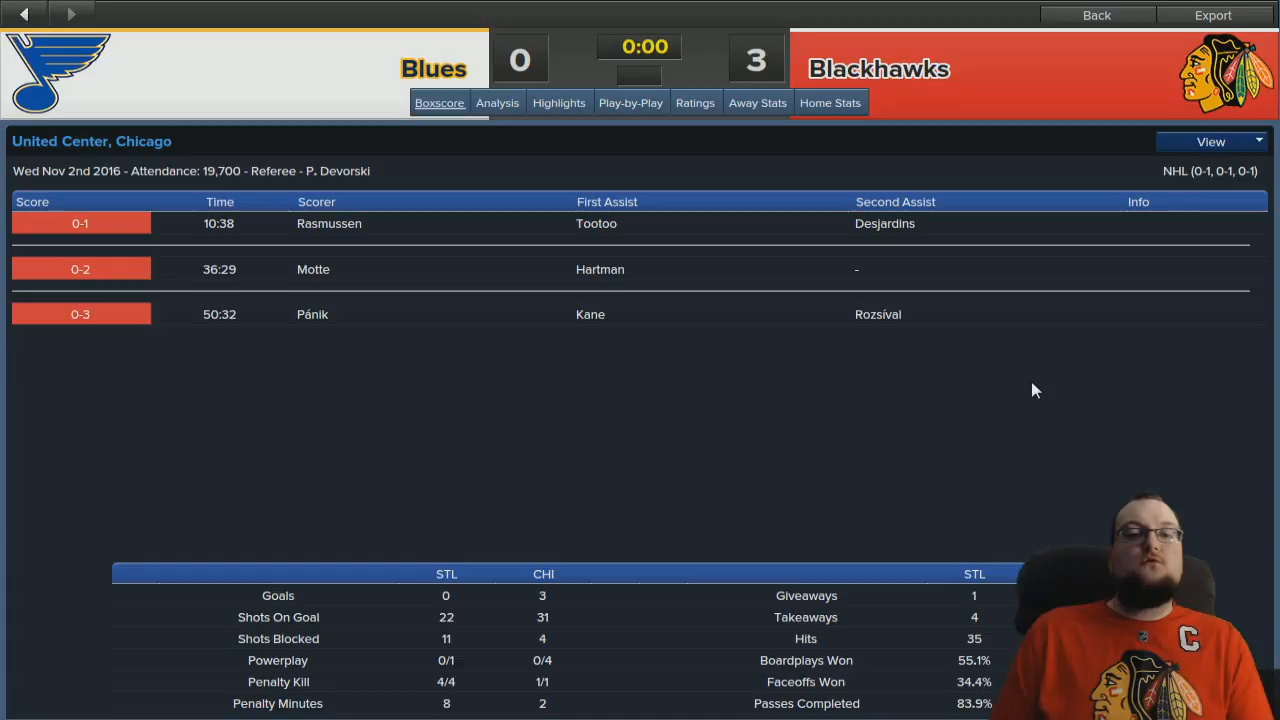 Back Export
Blues 0 0:00 3 Blackhawks
Boxscore Analysis Highlights Play-by-Play Ratings Away Stats Home Stats
United Center, Chicago View
Wed Nov 2nd 2016 - Attendance: 19,700 - Referee - P. Devorski NHL (0-1, 0-1, 0-1)
Score Time Scorer First Assist Second Assist Info
0-1 10:38 Rasmussen Tootoo Desjardins
0-2 36:29 Motte Hartman -
0-3 50:32 Pánik Kane Rozsíval
STL CHI STL
Goals 0 3 Giveaways 1
Shots On Goal 22 31 Takeaways 4
Shots Blocked 11 4 Hits 35
Powerplay 0/1 0/4 Boardplays Won 55.1%
Penalty Kill 4/4 1/1 Faceoffs Won 34.4%
Penalty Minutes 8 2 Passes Completed 83.9%
C